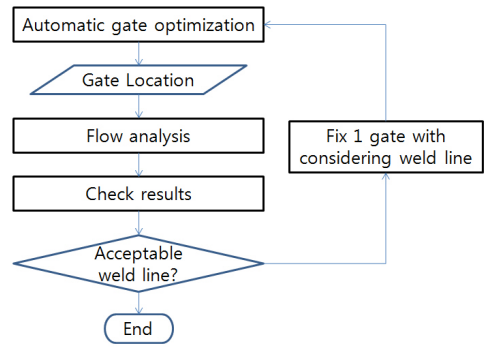 Automatic gate optimization
Gate Location
Flow analysis
Fix 1 gate with
considering weld line
Check results
Acceptable
weld line?
End